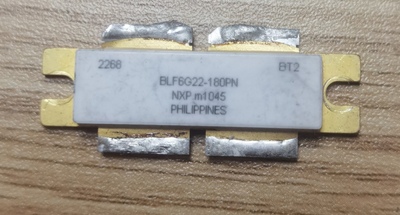 2268 BT2
BLF6G22-180PN
NXP m1045
PHILIPPINES